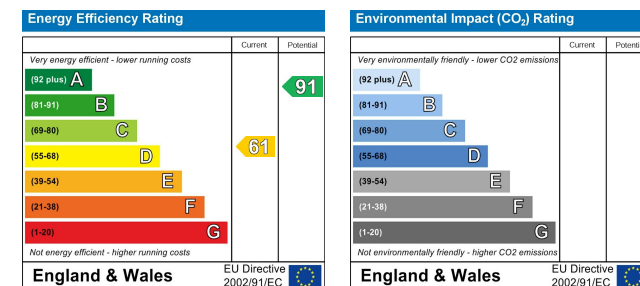 Energy Efficiency Rating
Current Potential
Very energy efficient - lower running costs
(92 plus) A
91
(81-91) B
(69-80) C
61
(55-68) D
(39-54) E
(21-38) F
(1-20) G
Not energy efficient - higher running costs
England & Wales
EU Directive
2002/91/EC
Environmental Impact (CO₂) Rating
Current Potenti
Very environmentally friendly - lower CO2 emissions
(92 plus) A
(81-91) B
(69-80) C
(55-68) D
(39-54) E
(21-38) F
(1-20) G
Not environmentally friendly - higher CO2 emissions
England & Wales
EU Directive
2002/91/EC